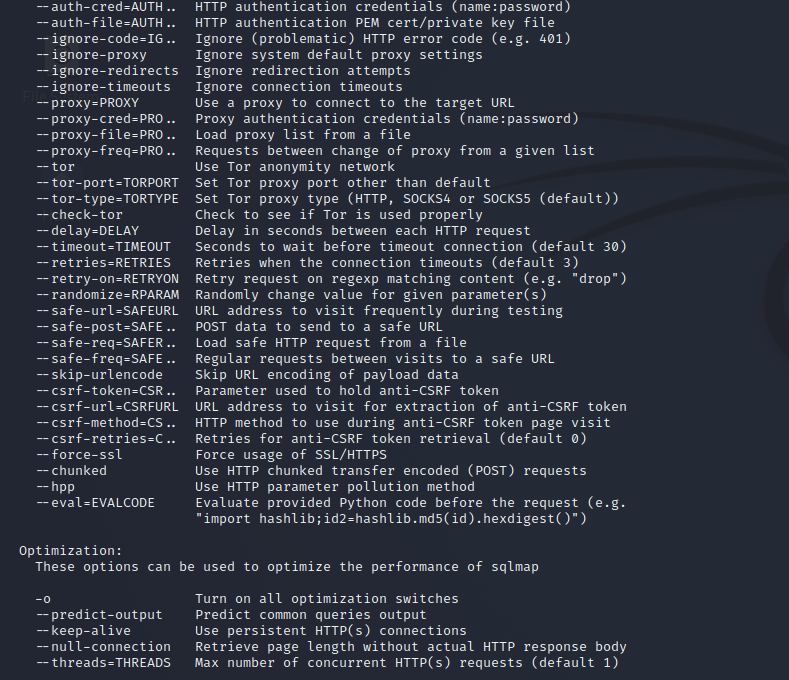 --auth-cred=AUTH..  HTTP authentication credentials (name:password)
--auth-file=AUTH..  HTTP authentication PEM cert/private key file
--ignore-code=IG..  Ignore (problematic) HTTP error code (e.g. 401)
--ignore-proxy      Ignore system default proxy settings
--ignore-redirects  Ignore redirection attempts
--ignore-timeouts   Ignore connection timeouts
--proxy=PROXY       Use a proxy to connect to the target URL
--proxy-cred=PRO..  Proxy authentication credentials (name:password)
--proxy-file=PRO..  Load proxy list from a file
--proxy-freq=PRO..  Requests between change of proxy from a given list
--tor               Use Tor anonymity network
--tor-port=TORPORT  Set Tor proxy port other than default
--tor-type=TORTYPE  Set Tor proxy type (HTTP, SOCKS4 or SOCKS5 (default))
--check-tor         Check to see if Tor is used properly
--delay=DELAY       Delay in seconds between each HTTP request
--timeout=TIMEOUT   Seconds to wait before timeout connection (default 30)
--retries=RETRIES   Retries when the connection timeouts (default 3)
--retry-on=RETRYON  Retry request on regexp matching content (e.g. "drop")
--randomize=RPARAM  Randomly change value for given parameter(s)
--safe-url=SAFEURL  URL address to visit frequently during testing
--safe-post=SAFE..  POST data to send to a safe URL
--safe-req=SAFER..  Load safe HTTP request from a file
--safe-freq=SAFE..  Regular requests between visits to a safe URL
--skip-urlencode    Skip URL encoding of payload data
--csrf-token=CSR..  Parameter used to hold anti-CSRF token
--csrf-url=CSRFURL  URL address to visit for extraction of anti-CSRF token
--csrf-method=CS..  HTTP method to use during anti-CSRF token page visit
--csrf-retries=C..  Retries for anti-CSRF token retrieval (default 0)
--force-ssl         Force usage of SSL/HTTPS
--chunked           Use HTTP chunked transfer encoded (POST) requests
--hpp               Use HTTP parameter pollution method
--eval=EVALCODE     Evaluate provided Python code before the request (e.g.
"import hashlib;id2=hashlib.md5(id).hexdigest()")
Optimization:
These options can be used to optimize the performance of sqlmap
-o                  Turn on all optimization switches
--predict-output    Predict common queries output
--keep-alive        Use persistent HTTP(s) connections
--null-connection   Retrieve page length without actual HTTP response body
--threads=THREADS   Max number of concurrent HTTP(s) requests (default 1)